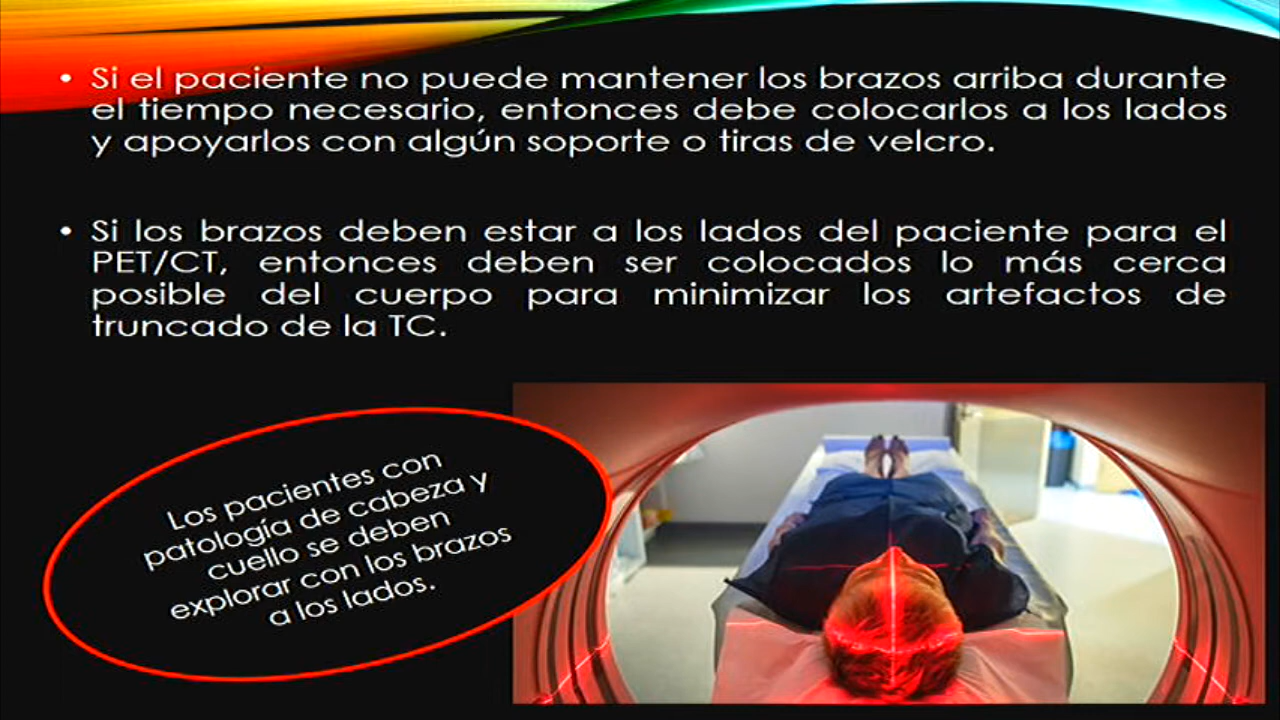 • Si el paciente no puede mantener los brazos arriba durante
el tiempo necesario, entonces debe colocarlos a los lados
y apoyarlos con algún soporte o tiras de velcro.
• Si los brazos deben estar a los lados del paciente para el
PET/CT, entonces deben ser colocados lo más cerca
posible del cuerpo para minimizar los artefactos de
truncado de la TC.
Los pacientes con
patología de cabeza y
cuello se deben
explorar con los brazos
a los lados.